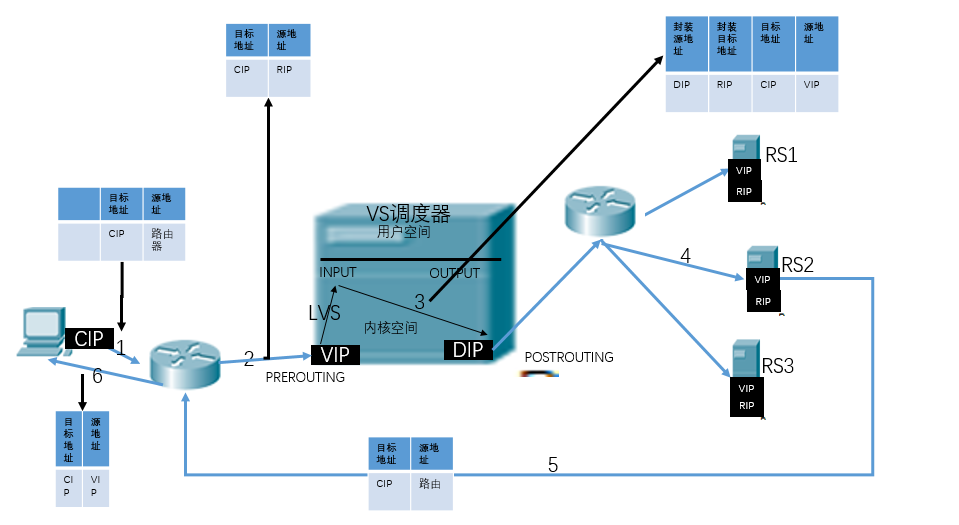 目标
地址
源地
址
CIP
RIP
封装
源地
址
封装
目标
地址
目标
地址
源地
址
DIP
RIP
CIP
VIP
RS1
VIP
RIP
目标
地址
源地
址
CIP
路由
器
VS调度器
用户空间
INPUT
OUTPUT
3
LVS
内核空间
VIP
DIP
4
RS2
VIP
RIP
CIP
1
2
PREROUTING
POSTROUTING
RS3
VIP
RIP
6
目
标
地
址
源
地
址
CI
P
VI
P
目标
地址
源地
址
CIP
路由
5